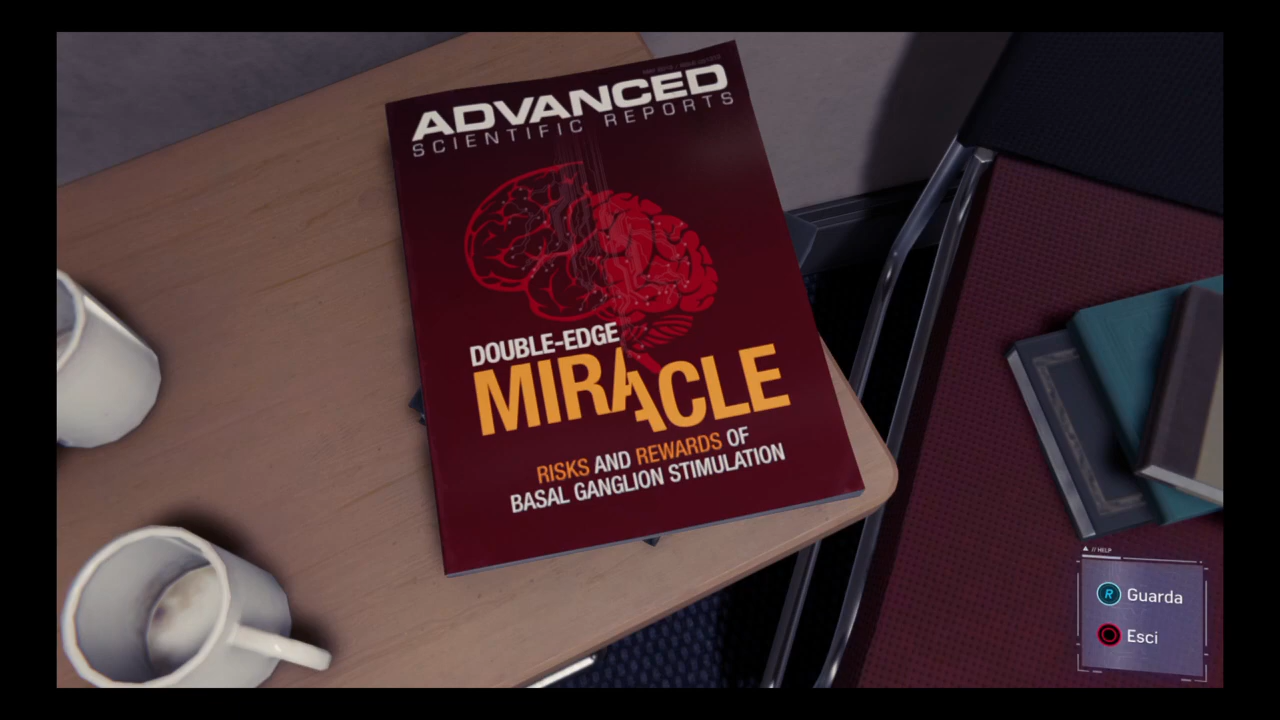 ADVANCED
SCIENTIFIC REPORTS
DOUBLE-EDGE
MIRACLE
RISKS AND REWARDS OF
BASAL GANGLION STIMULATION
// HELP
R Guarda
Esci